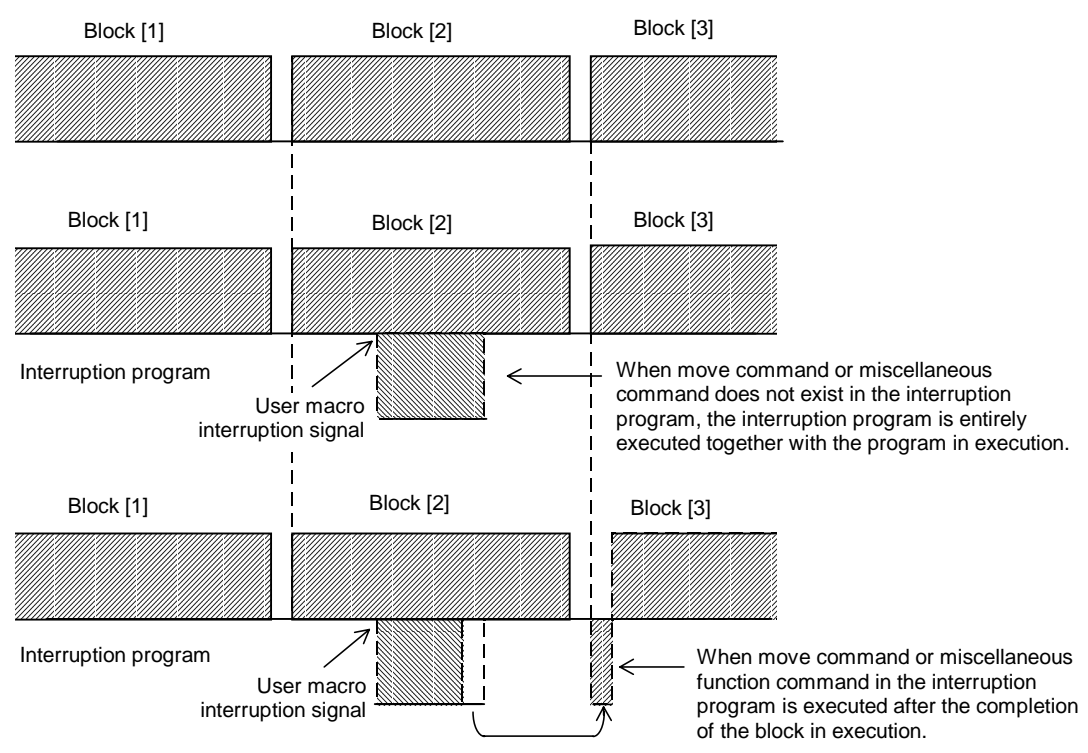 Block [1]
Block [2]
Block [3]
Block [1]
Block [2]
Block [3]
Interruption program
User macro
interruption signal
When move command or miscellaneous
command does not exist in the interruption
program, the interruption program is entirely
executed together with the program in execution.
Block [1]
Block [2]
Block [3]
Interruption program
User macro
interruption signal
When move command or miscellaneous
function command in the interruption
program is executed after the completion
of the block in execution.